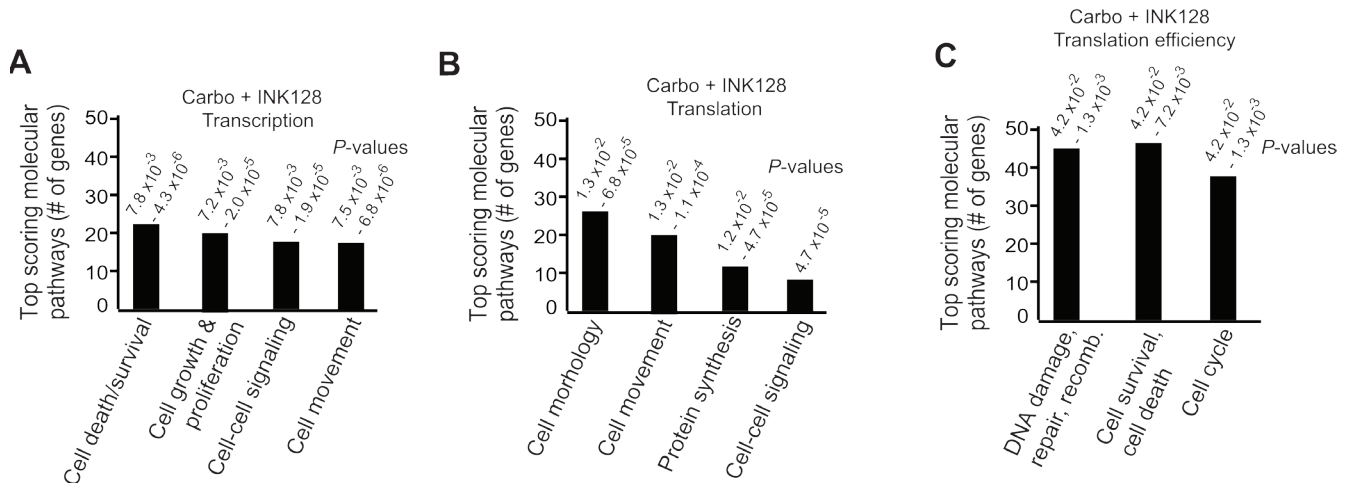 A
Carbo + INK128
Transcription
P-values
Top scoring molecular
pathways (# of genes)
50
40
30
20
10
0
7.8 x10⁻³
- 4.3 x10⁻⁶
7.2 x10⁻³
- 2.0 x10⁻⁵
7.8 x10⁻³
- 1.9 x10⁻⁵
7.5 x10⁻³
- 6.8 x10⁻⁶
Cell death/survival
Cell growth &
proliferation
Cell-cell signaling
Cell movement
B
Carbo + INK128
Translation
P-values
Top scoring molecular
pathways (# of genes)
50
40
30
20
10
0
1.3 x10⁻²
- 6.8 x10⁻⁵
1.3 x10⁻²
- 1.1 x10⁻⁴
1.2 x10⁻²
- 4.7 x10⁻⁵
4.7 x10⁻⁵
Cell morhology
Cell movement
Protein synthesis
Cell-cell signaling
C
Carbo + INK128
Translation efficiency
P-values
Top scoring molecular
pathways (# of genes)
50
40
30
20
10
0
4.2 x10⁻²
- 1.3 x10⁻³
4.2 x10⁻²
- 7.2 x10⁻³
4.2 x10⁻²
- 1.3 x10⁻³
DNA damage,
repair, recomb.
Cell survival,
cell death
Cell cycle